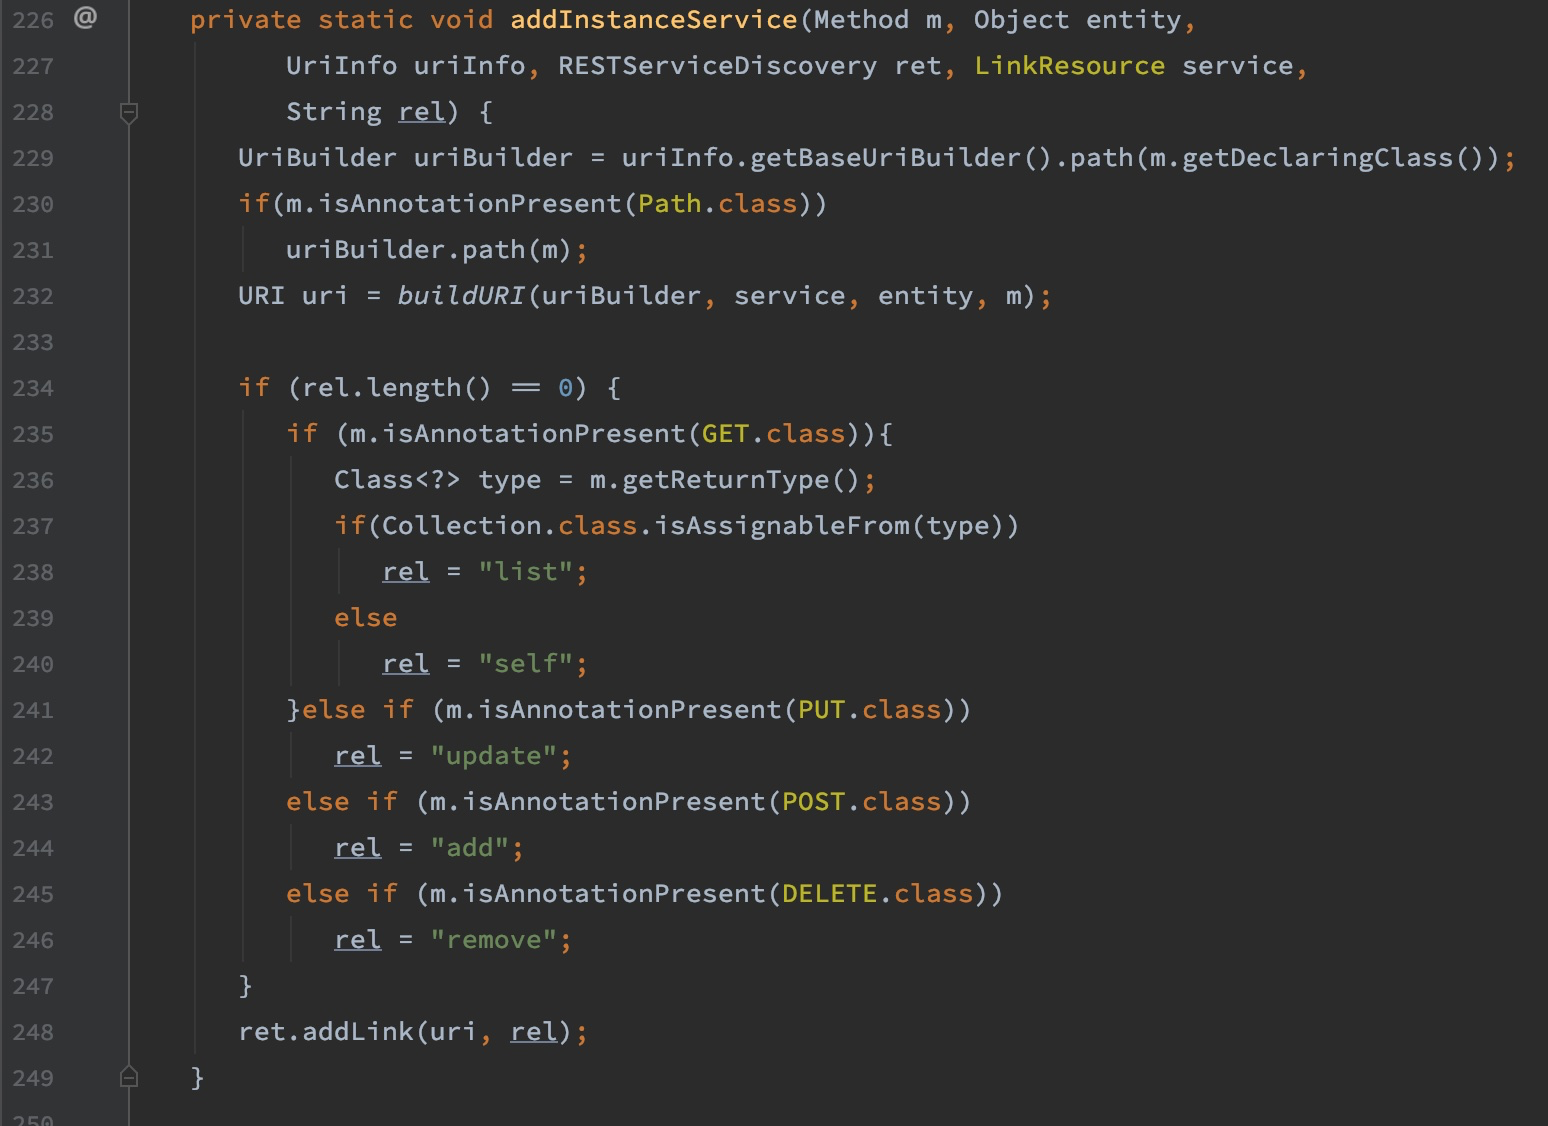 226 @ private static void addInstanceService(Method m, Object entity,
227 UriInfo uriInfo, RESTServiceDiscovery ret, LinkResource service,
228 String rel) {
229 UriBuilder uriBuilder = uriInfo.getBaseUriBuilder().path(m.getDeclaringClass());
230 if(m.isAnnotationPresent(Path.class))
231 uriBuilder.path(m);
232 URI uri = buildURI(uriBuilder, service, entity, m);
233
234 if (rel.length() == 0) {
235 if (m.isAnnotationPresent(GET.class)){
236 Class<?> type = m.getReturnType();
237 if(Collection.class.isAssignableFrom(type))
238 rel = "list";
239 else
240 rel = "self";
241 }else if (m.isAnnotationPresent(PUT.class))
242 rel = "update";
243 else if (m.isAnnotationPresent(POST.class))
244 rel = "add";
245 else if (m.isAnnotationPresent(DELETE.class))
246 rel = "remove";
247 }
248 ret.addLink(uri, rel);
249 }
250